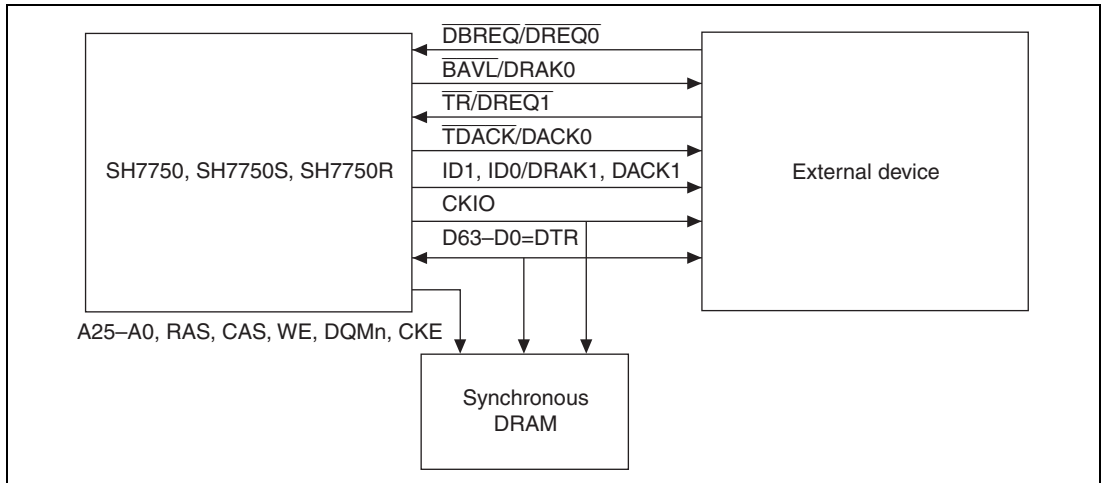 DBREQ/DREQ0
BAVL/DRAK0
TR/DREQ1
TDACK/DACK0
SH7750, SH7750S, SH7750R
ID1, ID0/DRAK1, DACK1
External device
CKIO
D63–D0=DTR
A25–A0, RAS, CAS, WE, DQMn, CKE
Synchronous
DRAM